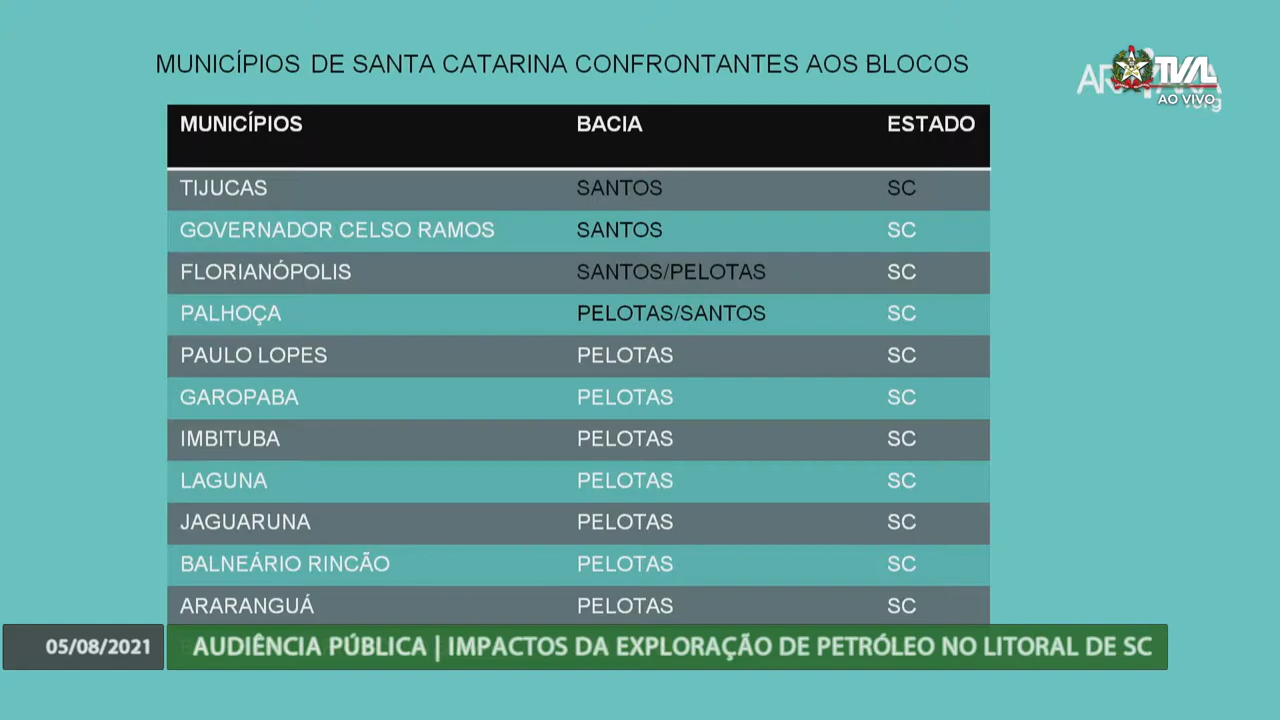 MUNICÍPIOS DE SANTA CATARINA CONFRONTANTES AOS BLOCOS
TVAL
AO VIVO
MUNICÍPIOS BACIA ESTADO
TIJUCAS SANTOS SC
GOVERNADOR CELSO RAMOS SANTOS SC
FLORIANÓPOLIS SANTOS/PELOTAS SC
PALHOÇA PELOTAS/SANTOS SC
PAULO LOPES PELOTAS SC
GAROPABA PELOTAS SC
IMBITUBA PELOTAS SC
LAGUNA PELOTAS SC
JAGUARUNA PELOTAS SC
BALNEÁRIO RINCÃO PELOTAS SC
ARARANGUÁ PELOTAS SC
05/08/2021 AUDIÊNCIA PÚBLICA | IMPACTOS DA EXPLORAÇÃO DE PETRÓLEO NO LITORAL DE SC